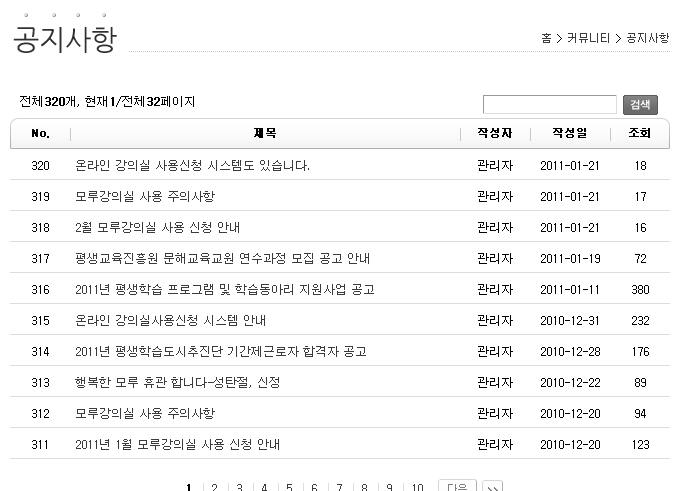 공지사항
홈 > 커뮤니티 > 공지사항
전체320개, 현재1/전체32페이지
검색
No. 제목 작성자 작성일 조회
320 온라인 강의실 사용신청 시스템도 있습니다. 관리자 2011-01-21 18
319 모루강의실 사용 주의사항 관리자 2011-01-21 17
318 2월 모루강의실 사용 신청 안내 관리자 2011-01-21 16
317 평생교육진흥원 문해교육교원 연수과정 모집 공고 안내 관리자 2011-01-19 72
316 2011년 평생학습 프로그램 및 학습동아리 지원사업 공고 관리자 2011-01-11 380
315 온라인 강의실사용신청 시스템 안내 관리자 2010-12-31 232
314 2011년 평생학습도시추진단 기간제근로자 합격자 공고 관리자 2010-12-28 176
313 행복한 모루 휴관 합니다-성탄절, 신정 관리자 2010-12-22 89
312 모루강의실 사용 주의사항 관리자 2010-12-20 94
311 2011년 1월 모루강의실 사용 신청 안내 관리자 2010-12-20 123
1 2 3 4 5 6 7 8 9 10 다음 >>